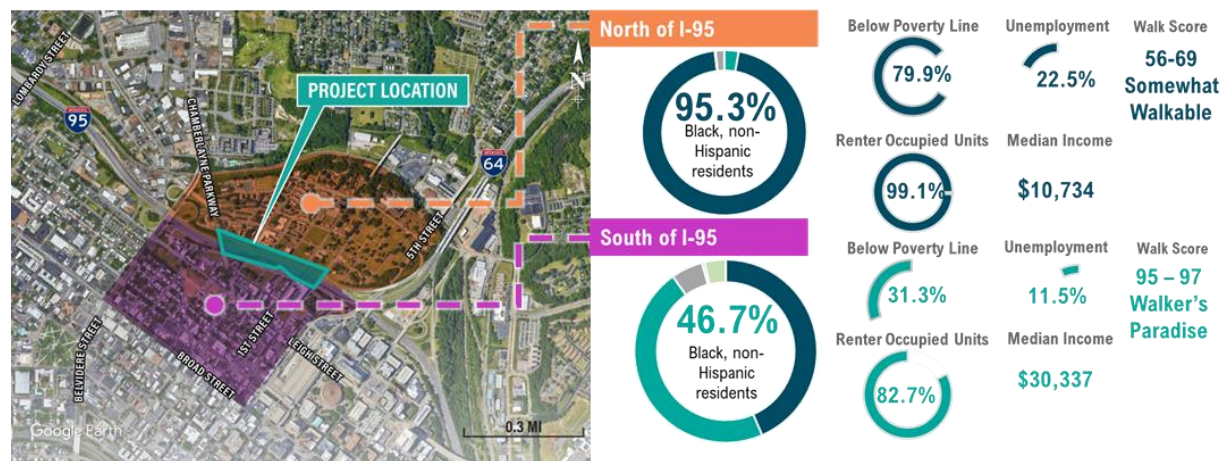 LOMBARDY STREET
95
CHAMBERLAYNE PARKWAY
PROJECT LOCATION
N
64
5TH STREET
1ST STREET
LEIGH STREET
BROAD STREET
BELVIDERE STREET
Google Earth
0.3 MI
North of I-95
95.3%
Black, non-
Hispanic
residents
Below Poverty Line
79.9%
Unemployment
22.5%
Walk Score
56-69
Somewhat
Walkable
Renter Occupied Units
99.1%
Median Income
$10,734
South of I-95
46.7%
Black, non-
Hispanic
residents
Below Poverty Line
31.3%
Unemployment
11.5%
Walk Score
95 – 97
Walker's
Paradise
Renter Occupied Units
82.7%
Median Income
$30,337